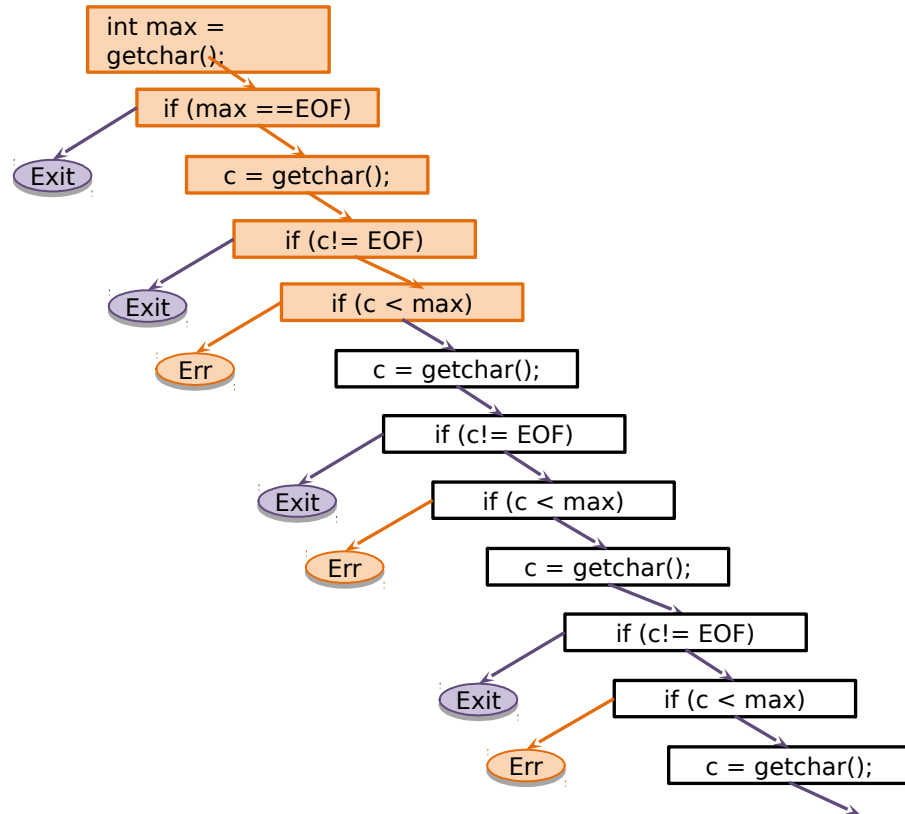 int max =
getchar();
if (max ==EOF)
Exit
c = getchar();
if (c!= EOF)
Exit
if (c < max)
Err
c = getchar();
if (c!= EOF)
Exit
if (c < max)
Err
c = getchar();
if (c!= EOF)
Exit
if (c < max)
Err
c = getchar();